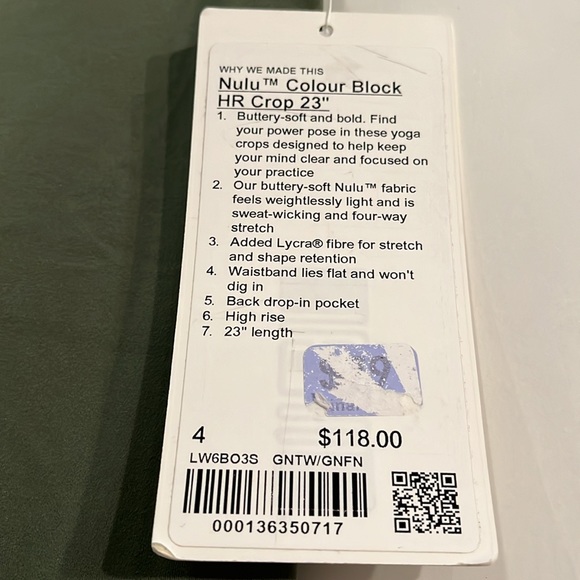 WHY WE MADE THIS
Nulu™ Colour Block
HR Crop 23"
1. Buttery-soft and bold. Find
your power pose in these yoga
crops designed to help keep
your mind clear and focused on
your practice
2. Our buttery-soft Nulu™ fabric
feels weightlessly light and is
sweat-wicking and four-way
stretch
3. Added Lycra® fibre for stretch
and shape retention
4. Waistband lies flat and won't
dig in
5. Back drop-in pocket
6. High rise
7. 23" length
4 $118.00
LW6BO3S GNTW/GNFN
000136350717